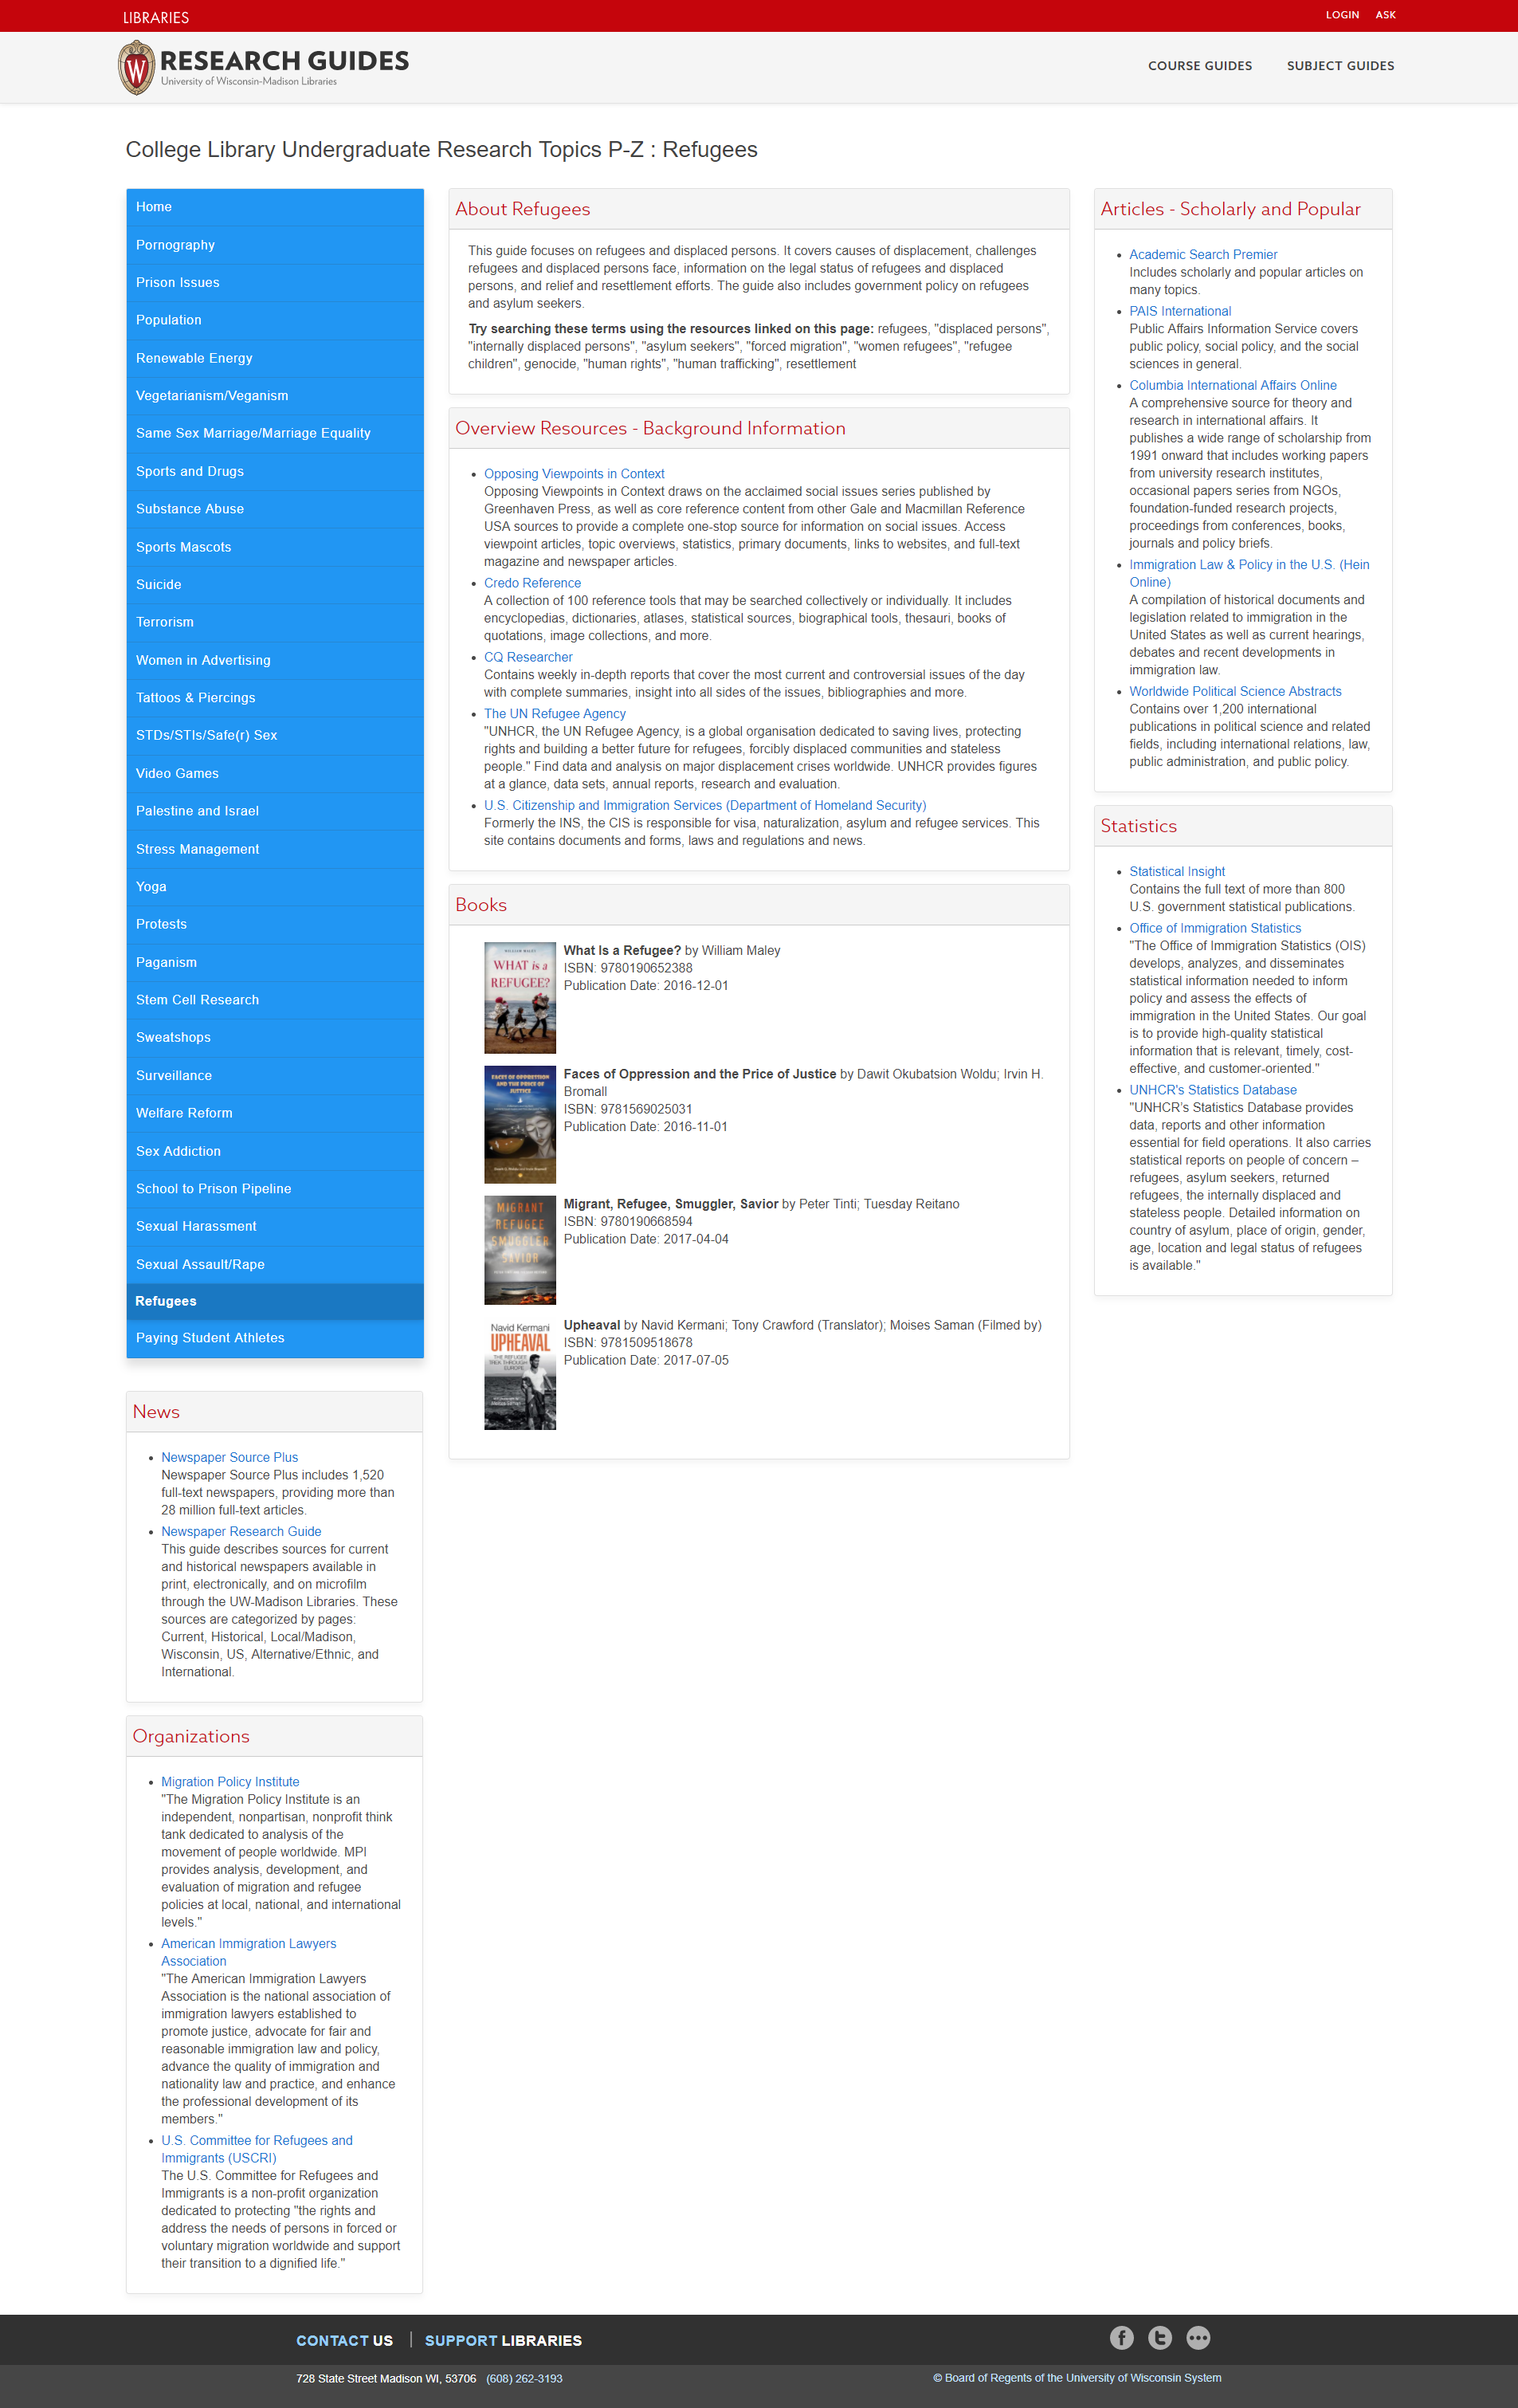 LIBRARIES
LOGIN ASK
RESEARCH GUIDES
University of Wisconsin-Madison Libraries
COURSE GUIDES SUBJECT GUIDES
College Library Undergraduate Research Topics P-Z : Refugees
Home
Pornography
Prison Issues
Population
Renewable Energy
Vegetarianism/Veganism
Same Sex Marriage/Marriage Equality
Sports and Drugs
Substance Abuse
Sports Mascots
Suicide
Terrorism
Women in Advertising
Tattoos & Piercings
STDs/STIs/Safe(r) Sex
Video Games
Palestine and Israel
Stress Management
Yoga
Protests
Paganism
Stem Cell Research
Sweatshops
Surveillance
Welfare Reform
Sex Addiction
School to Prison Pipeline
Sexual Harassment
Sexual Assault/Rape
Refugees
Paying Student Athletes
News
Newspaper Source Plus
Newspaper Source Plus includes 1,520
full-text newspapers, providing more than
28 million full-text articles.
Newspaper Research Guide
This guide describes sources for current
and historical newspapers available in
print, electronically, and on microfilm
through the UW-Madison Libraries. These
sources are categorized by pages:
Current, Historical, Local/Madison,
Wisconsin, US, Alternative/Ethnic, and
International.
Organizations
Migration Policy Institute
"The Migration Policy Institute is an
independent, nonpartisan, nonprofit think
tank dedicated to analysis of the
movement of people worldwide. MPI
provides analysis, development, and
evaluation of migration and refugee
policies at local, national, and international
levels."
American Immigration Lawyers
Association
"The American Immigration Lawyers
Association is the national association of
immigration lawyers established to
promote justice, advocate for fair and
reasonable immigration law and policy,
advance the quality of immigration and
nationality law and practice, and enhance
the professional development of its
members."
U.S. Committee for Refugees and
Immigrants (USCRI)
The U.S. Committee for Refugees and
Immigrants is a non-profit organization
dedicated to protecting "the rights and
address the needs of persons in forced or
voluntary migration worldwide and support
their transition to a dignified life."
About Refugees
This guide focuses on refugees and displaced persons. It covers causes of displacement, challenges
refugees and displaced persons face, information on the legal status of refugees and displaced
persons, and relief and resettlement efforts. The guide also includes government policy on refugees
and asylum seekers.
Try searching these terms using the resources linked on this page: refugees, "displaced persons",
"internally displaced persons", "asylum seekers", "forced migration", "women refugees", "refugee
children", genocide, "human rights", "human trafficking", resettlement
Overview Resources - Background Information
Opposing Viewpoints in Context
Opposing Viewpoints in Context draws on the acclaimed social issues series published by
Greenhaven Press, as well as core reference content from other Gale and Macmillan Reference
USA sources to provide a complete one-stop source for information on social issues. Access
viewpoint articles, topic overviews, statistics, primary documents, links to websites, and full-text
magazine and newspaper articles.
Credo Reference
A collection of 100 reference tools that may be searched collectively or individually. It includes
encyclopedias, dictionaries, atlases, statistical sources, biographical tools, thesauri, books of
quotations, image collections, and more.
CQ Researcher
Contains weekly in-depth reports that cover the most current and controversial issues of the day
with complete summaries, insight into all sides of the issues, bibliographies and more.
The UN Refugee Agency
"UNHCR, the UN Refugee Agency, is a global organisation dedicated to saving lives, protecting
rights and building a better future for refugees, forcibly displaced communities and stateless
people." Find data and analysis on major displacement crises worldwide. UNHCR provides figures
at a glance, data sets, annual reports, research and evaluation.
U.S. Citizenship and Immigration Services (Department of Homeland Security)
Formerly the INS, the CIS is responsible for visa, naturalization, asylum and refugee services. This
site contains documents and forms, laws and regulations and news.
Books
WILLIAM MALEY
WHAT is a
REFUGEE?
What Is a Refugee? by William Maley
ISBN: 9780190652388
Publication Date: 2016-12-01
FACES OF OPPRESSION
AND THE PRICE OF
JUSTICE
Faces of Oppression and the Price of Justice by Dawit Okubatsion Woldu; Irvin H.
Bromall
ISBN: 9781569025031
Publication Date: 2016-11-01
MIGRANT
REFUGEE
SMUGGLER
SAVIOR
Migrant, Refugee, Smuggler, Savior by Peter Tinti; Tuesday Reitano
ISBN: 9780190668594
Publication Date: 2017-04-04
Navid Kermani
UPHEAVAL
THE REFUGEE
TREK THROUGH
EUROPE
Upheaval by Navid Kermani; Tony Crawford (Translator); Moises Saman (Filmed by)
ISBN: 9781509518678
Publication Date: 2017-07-05
Articles - Scholarly and Popular
Academic Search Premier
Includes scholarly and popular articles on
many topics.
PAIS International
Public Affairs Information Service covers
public policy, social policy, and the social
sciences in general.
Columbia International Affairs Online
A comprehensive source for theory and
research in international affairs. It
publishes a wide range of scholarship from
1991 onward that includes working papers
from university research institutes,
occasional papers series from NGOs,
foundation-funded research projects,
proceedings from conferences, books,
journals and policy briefs.
Immigration Law & Policy in the U.S. (Hein
Online)
A compilation of historical documents and
legislation related to immigration in the
United States as well as current hearings,
debates and recent developments in
immigration law.
Worldwide Political Science Abstracts
Contains over 1,200 international
publications in political science and related
fields, including international relations, law,
public administration, and public policy.
Statistics
Statistical Insight
Contains the full text of more than 800
U.S. government statistical publications.
Office of Immigration Statistics
"The Office of Immigration Statistics (OIS)
develops, analyzes, and disseminates
statistical information needed to inform
policy and assess the effects of
immigration in the United States. Our goal
is to provide high-quality statistical
information that is relevant, timely, cost-
effective, and customer-oriented."
UNHCR's Statistics Database
"UNHCR's Statistics Database provides
data, reports and other information
essential for field operations. It also carries
statistical reports on people of concern –
refugees, asylum seekers, returned
refugees, the internally displaced and
stateless people. Detailed information on
country of asylum, place of origin, gender,
age, location and legal status of refugees
is available."
CONTACT US | SUPPORT LIBRARIES
728 State Street Madison WI, 53706 (608) 262-3193
© Board of Regents of the University of Wisconsin System